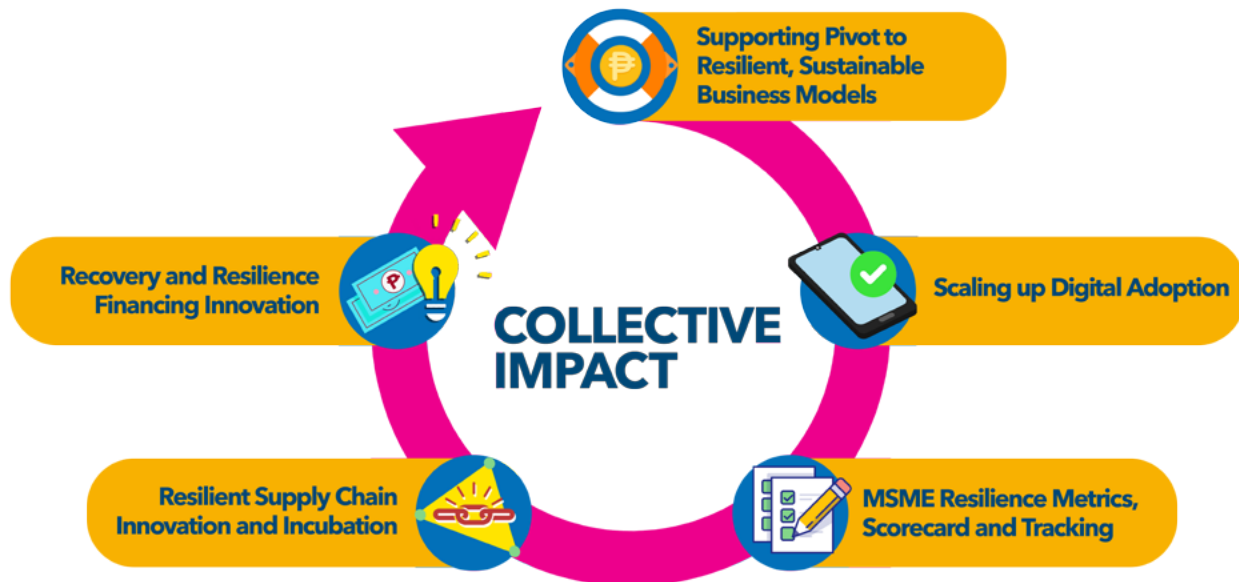 Supporting Pivot to
Resilient, Sustainable
Business Models
Scaling up Digital Adoption
MSME Resilience Metrics,
Scorecard and Tracking
Resilient Supply Chain
Innovation and Incubation
Recovery and Resilience
Financing Innovation
COLLECTIVE
IMPACT